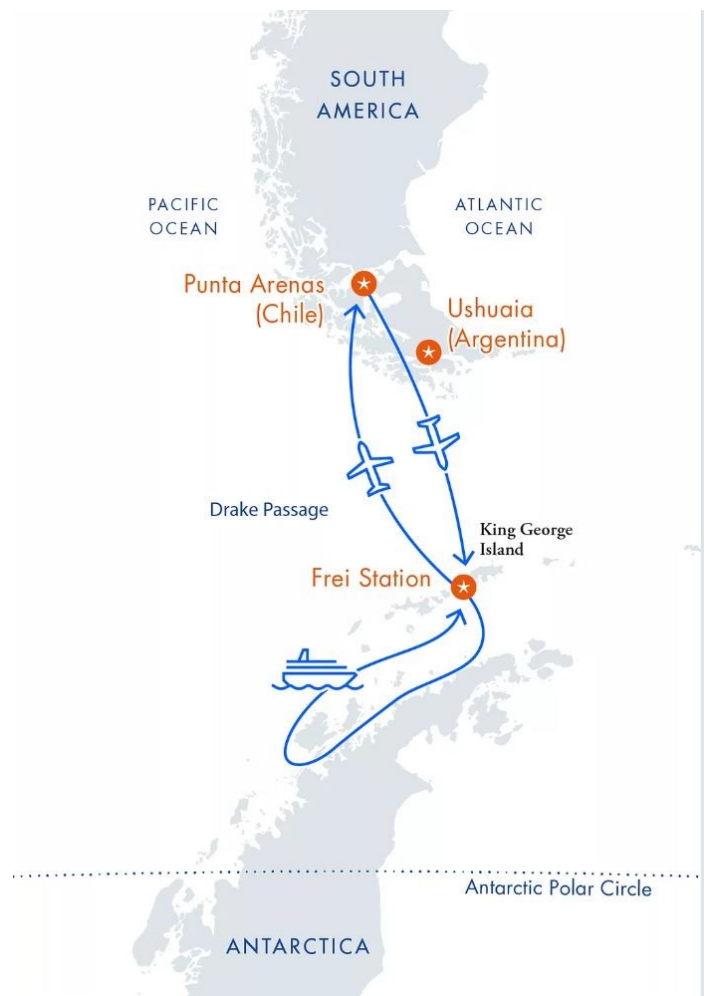 SOUTH
AMERICA
PACIFIC
OCEAN
ATLANTIC
OCEAN
Punta Arenas
(Chile)
Ushuaia
(Argentina)
Drake Passage
King George
Island
Frei Station
Antarctic Polar Circle
ANTARCTICA